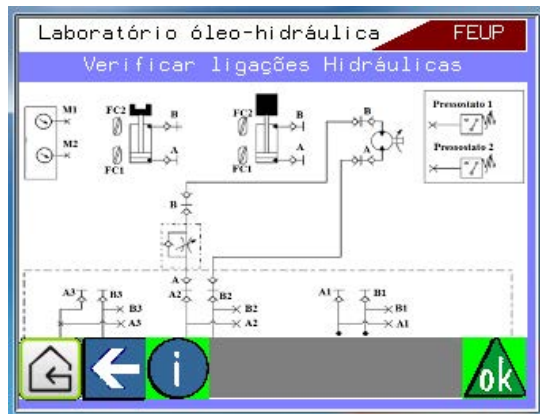 Laboratório óleo-hidráulica FEUP
Verificar ligações Hidráulicas
M1
M2
FC2
B
A
FC1
FC2
B
A
FC1
B
A
Pressostato 1
Pressostato 2
B
A
A3
B3
B3
A3
A2
B2
B2
A2
A1
B1
B1
A1
i
ok